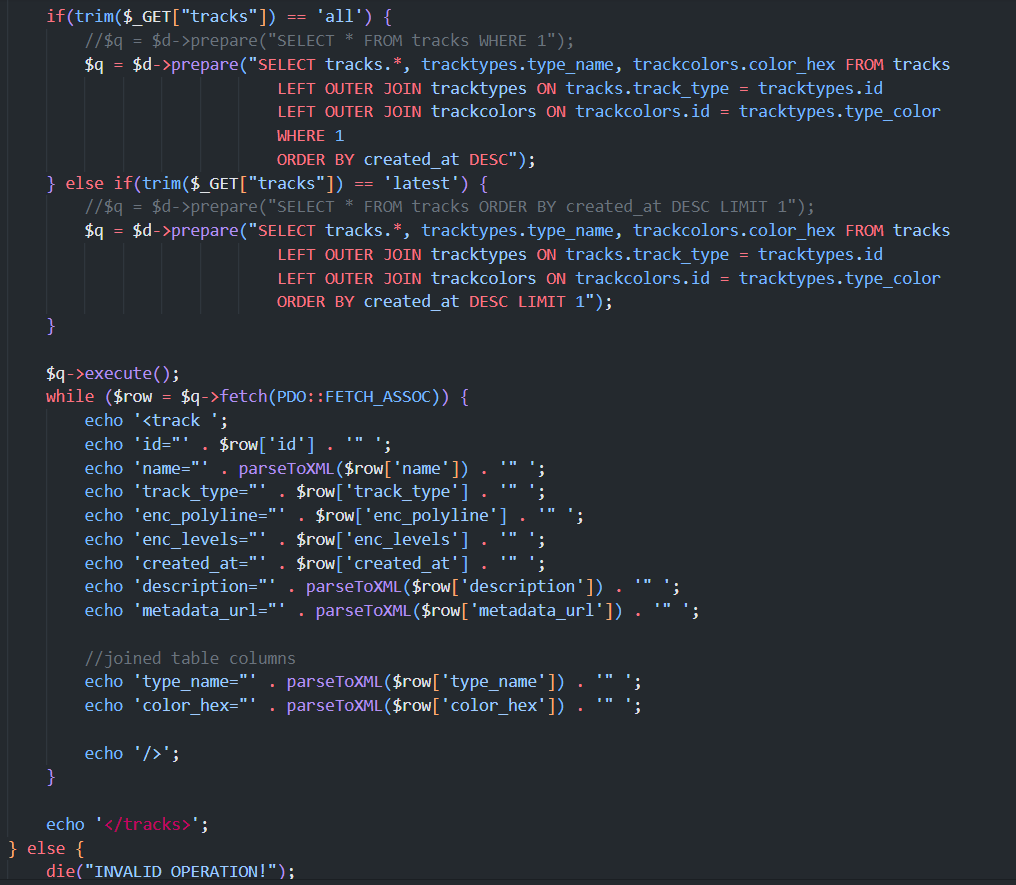 if(trim($_GET["tracks"]) == 'all') {
//$q = $d->prepare("SELECT * FROM tracks WHERE 1");
$q = $d->prepare("SELECT tracks.*, tracktypes.type_name, trackcolors.color_hex FROM tracks
LEFT OUTER JOIN tracktypes ON tracks.track_type = tracktypes.id
LEFT OUTER JOIN trackcolors ON trackcolors.id = tracktypes.type_color
WHERE 1
ORDER BY created_at DESC");
} else if(trim($_GET["tracks"]) == 'latest') {
//$q = $d->prepare("SELECT * FROM tracks ORDER BY created_at DESC LIMIT 1");
$q = $d->prepare("SELECT tracks.*, tracktypes.type_name, trackcolors.color_hex FROM tracks
LEFT OUTER JOIN tracktypes ON tracks.track_type = tracktypes.id
LEFT OUTER JOIN trackcolors ON trackcolors.id = tracktypes.type_color
ORDER BY created_at DESC LIMIT 1");
}
$q->execute();
while ($row = $q->fetch(PDO::FETCH_ASSOC)) {
echo '<track ';
echo 'id="' . $row['id'] . '" ';
echo 'name="' . parseToXML($row['name']) . '" ';
echo 'track_type="' . $row['track_type'] . '" ';
echo 'enc_polyline="' . $row['enc_polyline'] . '" ';
echo 'enc_levels="' . $row['enc_levels'] . '" ';
echo 'created_at="' . $row['created_at'] . '" ';
echo 'description="' . parseToXML($row['description']) . '" ';
echo 'metadata_url="' . parseToXML($row['metadata_url']) . '" ';
//joined table columns
echo 'type_name="' . parseToXML($row['type_name']) . '" ';
echo 'color_hex="' . parseToXML($row['color_hex']) . '" ';
echo '/>';
}
echo '</tracks>';
} else {
die("INVALID OPERATION!");